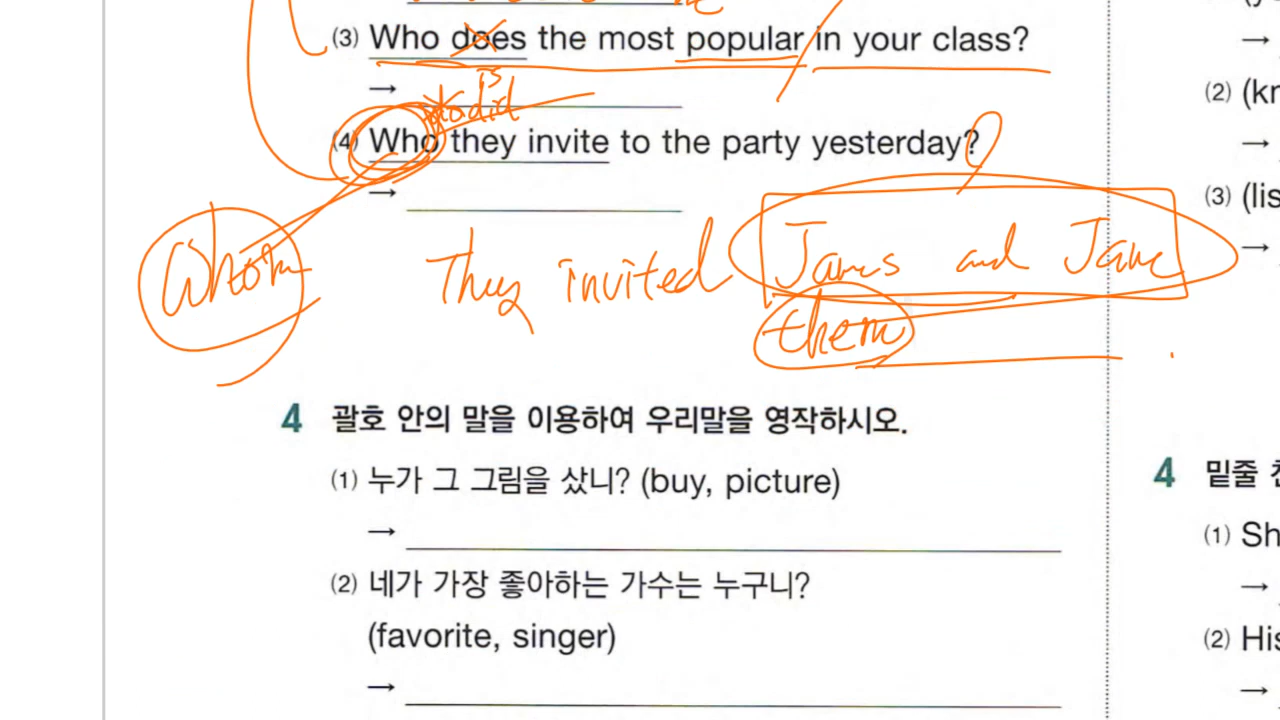 (3) Who does the most popular in your class?
→ is
did
(4) Who they invite to the party yesterday?
→
Whom
They invited James and Jane
them
4 괄호 안의 말을 이용하여 우리말을 영작하시오.
(1) 누가 그 그림을 샀니? (buy, picture)
→
(2) 네가 가장 좋아하는 가수는 누구니?
(favorite, singer)
→
→
(2) (kr
→
(3) (lis
→
4 밑줄
(1) Sh
→
(2) His
→